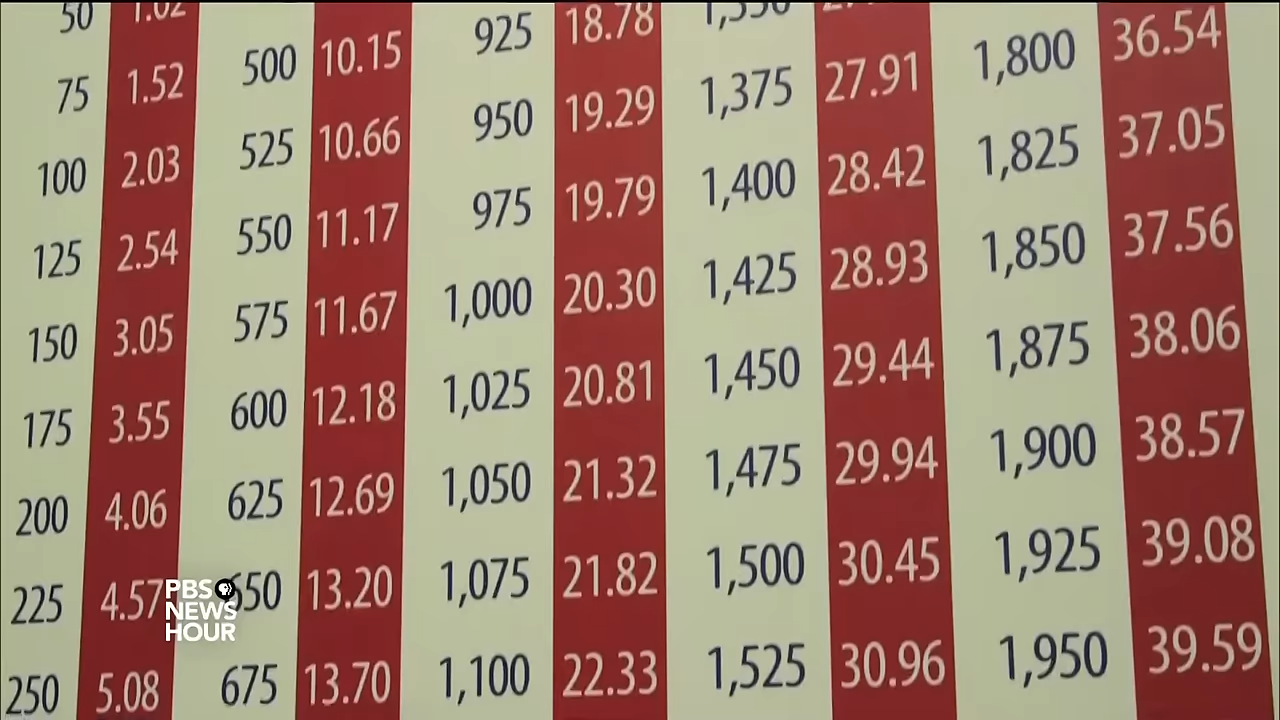 50 1.02 925 18.78 1,350 36.54
75 1.52 500 10.15 950 19.29 1,375 27.91 1,800 37.05
100 2.03 525 10.66 975 19.79 1,400 28.42 1,825 37.56
125 2.54 550 11.17 1,000 20.30 1,425 28.93 1,850 38.06
150 3.05 575 11.67 1,025 20.81 1,450 29.44 1,875 38.57
175 3.55 600 12.18 1,050 21.32 1,475 29.94 1,900 39.08
200 4.06 625 12.69 1,075 21.82 1,500 30.45 1,925 39.59
225 4.57 650 13.20 1,100 22.33 1,525 30.96 1,950
250 5.08 675 13.70
PBS
NEWS
HOUR